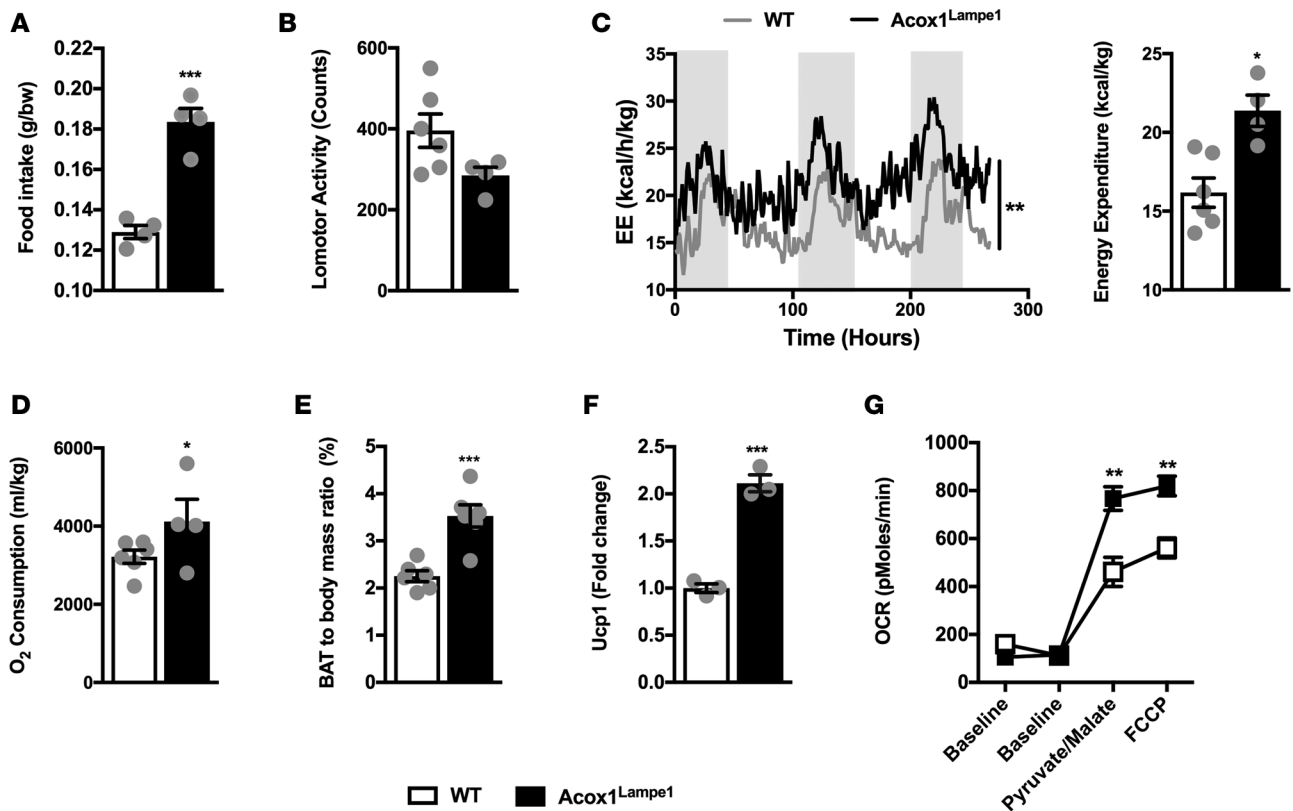 WT Acox1Lampe1
A
Food intake (g/bw)
0.22
0.20
0.18
0.16
0.14
0.12
0.10
***
B
Lomotor Activity (Counts)
600
400
200
0
C
EE (kcal/h/kg)
35
30
25
20
15
10
0 100 200 300
Time (Hours)
**
Energy Expenditure (kcal/kg)
25
20
15
10
*
D
O2 Consumption (ml/kg)
6000
4000
2000
0
*
E
BAT to body mass ratio (%)
5
4
3
2
1
0
***
F
Ucp1 (Fold change)
2.5
2.0
1.5
1.0
0.5
0.0
***
G
OCR (pMoles/min)
1000
800
600
400
200
0
** **
Baseline
Baseline
Pyruvate/Malate
FCCP
WT Acox1Lampe1